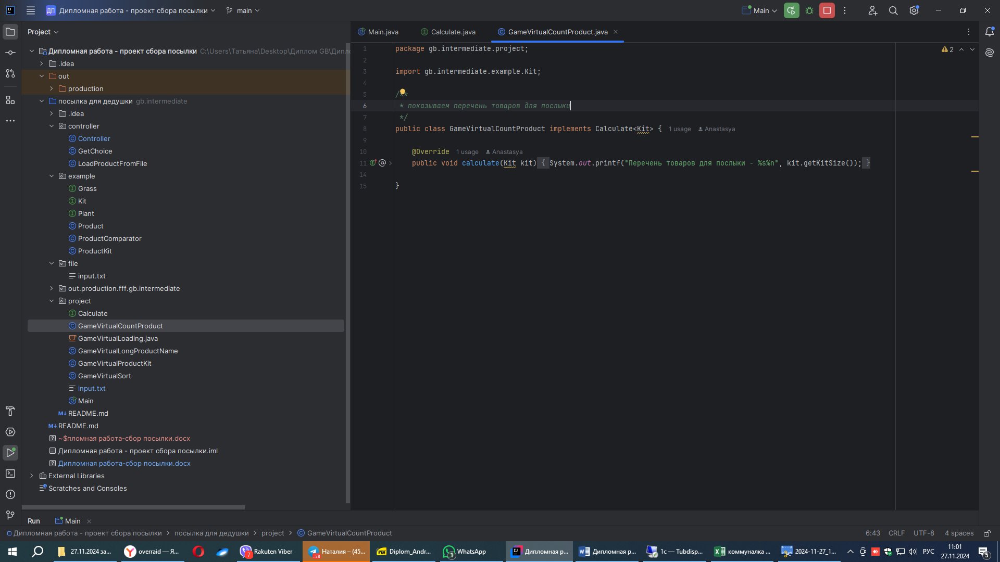 ДП Дипломная работа - проект сбора посылки main Main
Project
Main.java Calculate.java GameVirtualCountProduct.java
Дипломная работа - проект сбора посылки C:\Users\Татьяна\Desktop\Диплом GB\Дипл
.idea
out
production
посылка для дедушки gb.intermediate
.idea
controller
Controller
GetChoice
LoadProductFromFile
example
Grass
Kit
Plant
Product
ProductComparator
ProductKit
file
input.txt
out.production.fff.gb.intermediate
project
Calculate
GameVirtualCountProduct
GameVirtualLoading.java
GameVirtualLongProductName
GameVirtualProductKit
GameVirtualSort
input.txt
Main
README.md
README.md
~$пломная работа-сбор посылки.docx
Дипломная работа - проект сбора посылки.iml
Дипломная работа-сбор посылки.docx
External Libraries
Scratches and Consoles
1 package gb.intermediate.project; 2
2
3 import gb.intermediate.example.Kit;
4
5 /**
6 * показываем перечень товаров для послыки
7 */
8 public class GameVirtualCountProduct implements Calculate<Kit> { 1 usage Anastasya
9
10 @Override 1 usage Anastasya
11 public void calculate(Kit kit) { System.out.printf("Перечень товаров для послыки - %s%n", kit.getKitSize()); }
14
15 }
Run Main
Дипломная работа - проект сбора посылки > посылка для дедушки > project > GameVirtualCountProduct 6:43 CRLF UTF-8 4 spaces
27.11.2024 за... overraid — Я... Rakuten Viber Наталия – (45... Diplom_Andr... WhatsApp Дипломная р... Дипломная р... 1c — Tubdisp... коммуналка ... 2024-11-27_1... РУС 11:01
27.11.2024
7 .58 1 5